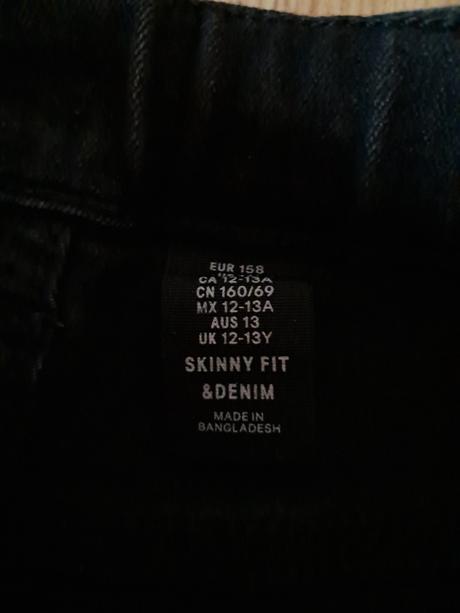 EUR 158
CA 12-13A
CN 160/69
MX 12-13A
AUS 13
UK 12-13Y
SKINNY FIT
&DENIM
MADE IN
BANGLADESH